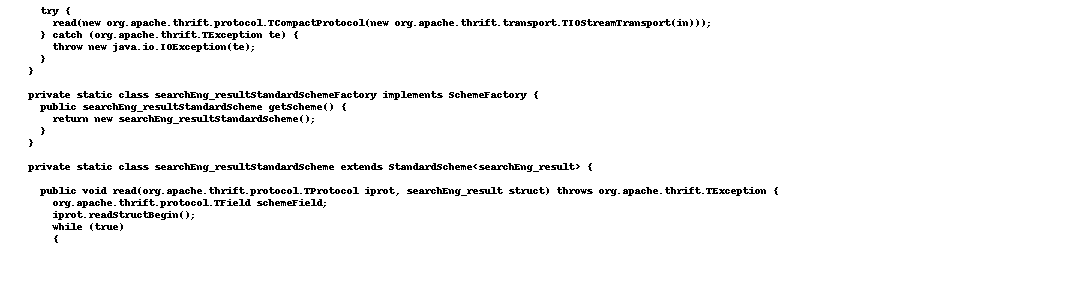 try {
read(new org.apache.thrift.protocol.TCompactProtocol(new org.apache.thrift.transport.TIOStreamTransport(in)));
} catch (org.apache.thrift.TException te) {
throw new java.io.IOException(te);
}
}
private static class searchEng_resultStandardSchemeFactory implements SchemeFactory {
public searchEng_resultStandardScheme getScheme() {
return new searchEng_resultStandardScheme();
}
}
private static class searchEng_resultStandardScheme extends StandardScheme<searchEng_result> {
public void read(org.apache.thrift.protocol.TProtocol iprot, searchEng_result struct) throws org.apache.thrift.TException {
org.apache.thrift.protocol.TField schemeField;
iprot.readStructBegin();
while (true)
{